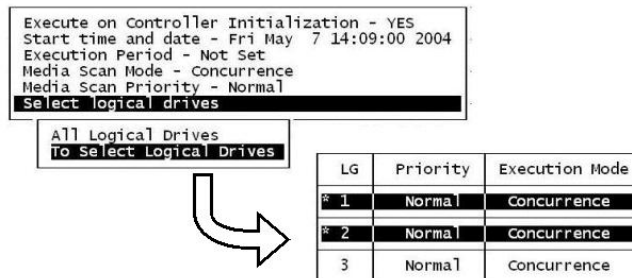 Execute on Controller Initialization - YES
Start time and date - Fri May  7 14:09:00 2004
Execution Period - Not Set
Media Scan Mode - Concurrence
Media Scan Priority - Normal
Select logical drives
All Logical Drives
To Select Logical Drives
LG Priority Execution Mode
* 1 Normal Concurrence
* 2 Normal Concurrence
3 Normal Concurrence